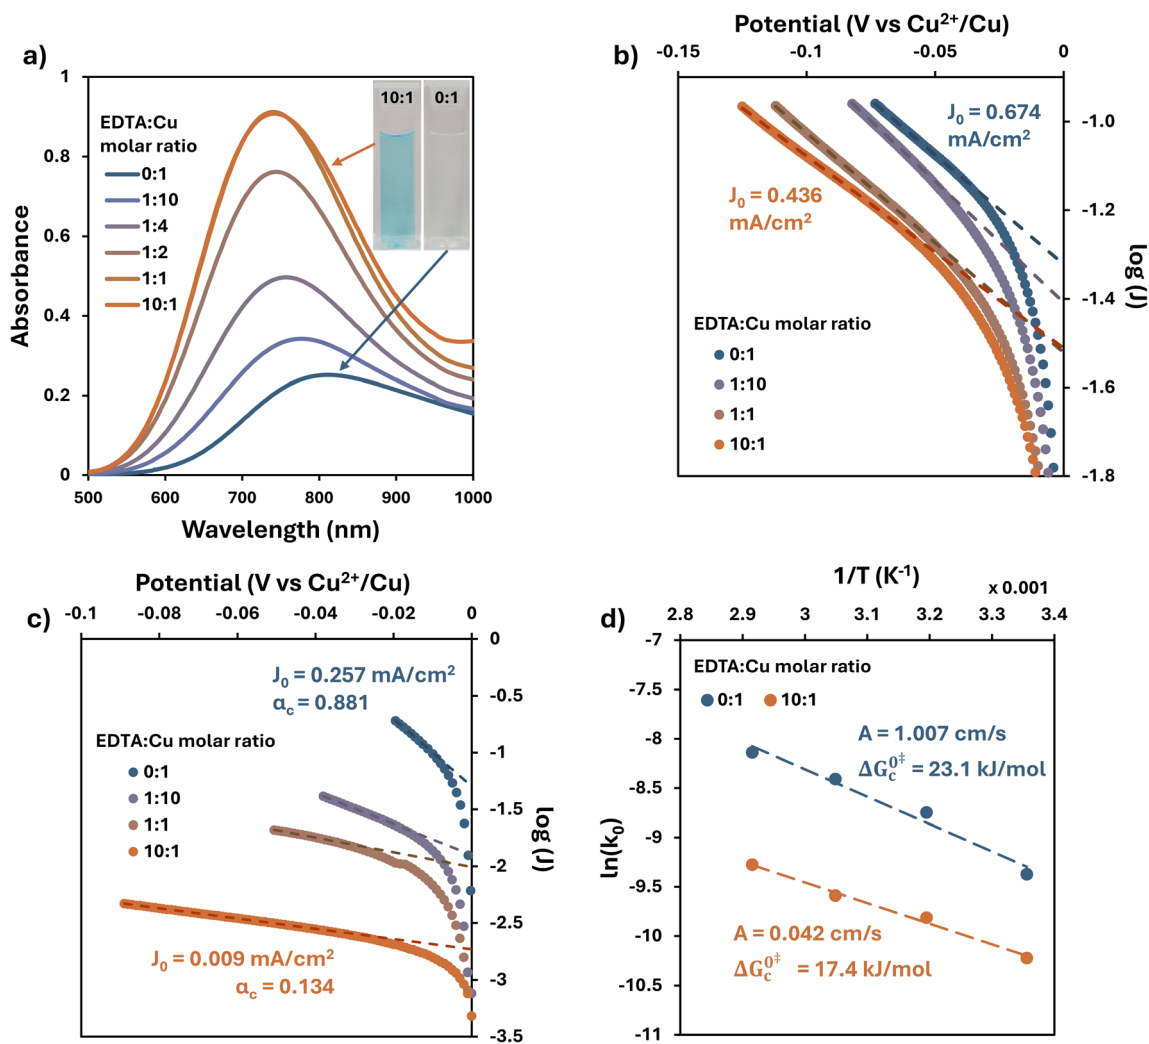 a)
1
0.8
0.6
0.4
0.2
0
Absorbance
EDTA:Cu
molar ratio
0:1
1:10
1:4
1:2
1:1
10:1
10:1 0:1
500 600 700 800 900 1000
Wavelength (nm)
b)
Potential (V vs Cu²⁺/Cu)
-0.15 -0.1 -0.05 0
J₀ = 0.674
mA/cm²
J₀ = 0.436
mA/cm²
EDTA:Cu molar ratio
0:1
1:10
1:1
10:1
-1.0
-1.2
-1.4
-1.6
-1.8
log (J)
c)
Potential (V vs Cu²⁺/Cu)
-0.1 -0.08 -0.06 -0.04 -0.02 0
J₀ = 0.257 mA/cm²
α꜀ = 0.881
EDTA:Cu molar ratio
0:1
1:10
1:1
10:1
J₀ = 0.009 mA/cm²
α꜀ = 0.134
0
-0.5
-1
-1.5
-2
-2.5
-3
-3.5
log (J)
d)
1/T (K⁻¹)
x 0.001
2.8 2.9 3 3.1 3.2 3.3 3.4
-7
-7.5
-8
-8.5
-9
-9.5
-10
-10.5
-11
ln(k₀)
EDTA:Cu molar ratio
0:1 10:1
A = 1.007 cm/s
ΔG꜀⁰‡ = 23.1 kJ/mol
A = 0.042 cm/s
ΔG꜀⁰‡ = 17.4 kJ/mol